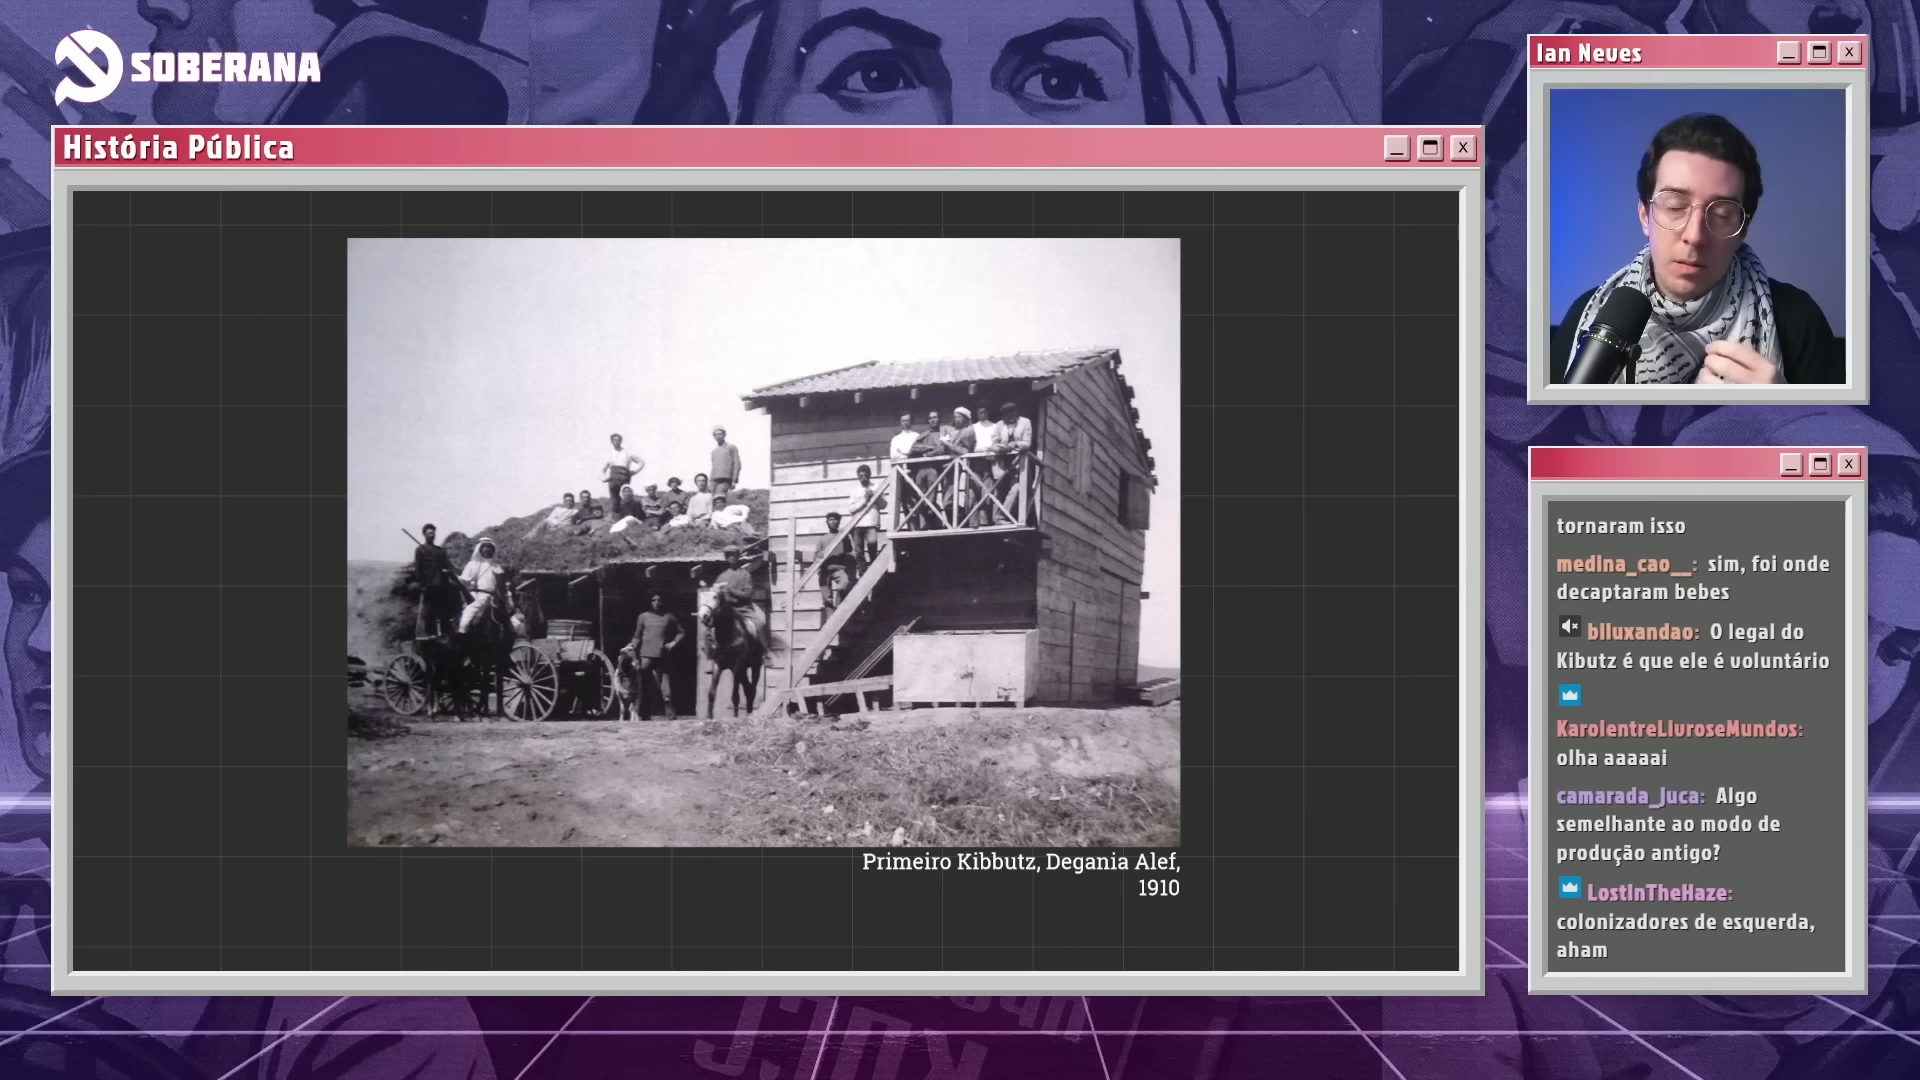 SOBERANA
História Pública
Primeiro Kibbutz, Degania Alef,
1910
Ian Neves
tornaram isso
medina_cao__: sim, foi onde
decaptaram bebes
biluxandao: O legal do
Kibutz é que ele é voluntário
KarolentreLivroseMundos:
olha aaaaai
camarada_juca: Algo
semelhante ao modo de
produção antigo?
LostInTheHaze:
colonizadores de esquerda,
aham